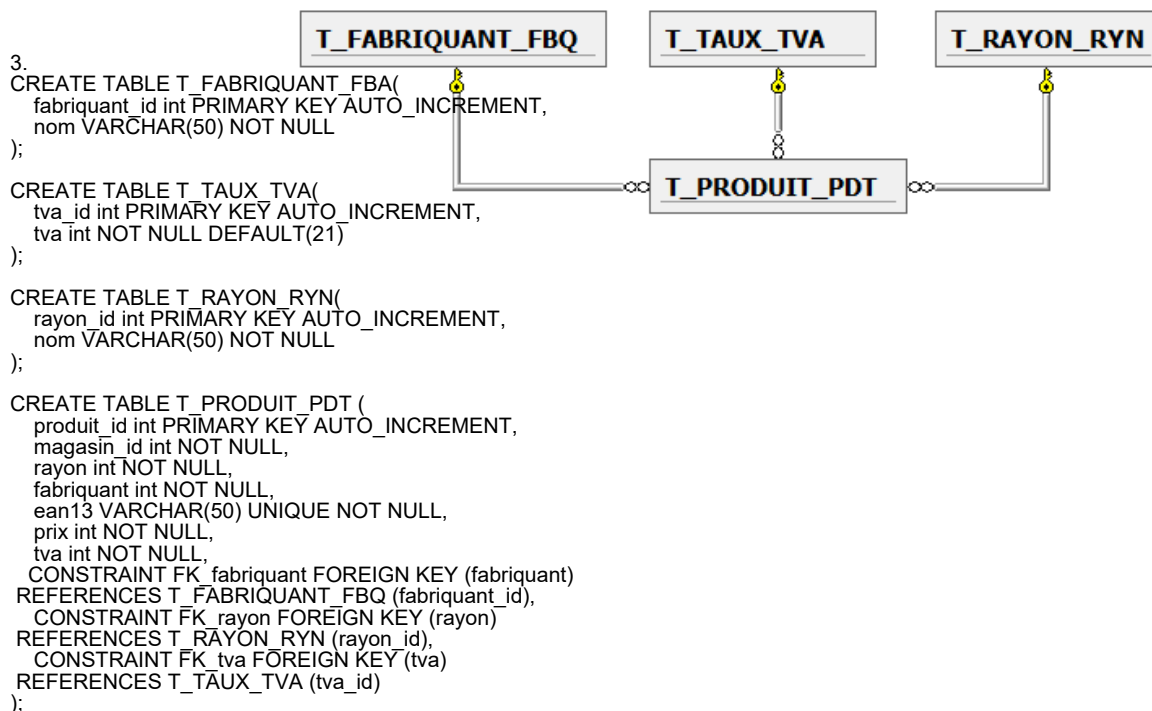 T_FABRIQUANT_FBQ
T_TAUX_TVA
T_RAYON_RYN
T_PRODUIT_PDT
3.
CREATE TABLE T_FABRIQUANT_FBA(
fabriquant_id int PRIMARY KEY AUTO_INCREMENT,
nom VARCHAR(50) NOT NULL
);
CREATE TABLE T_TAUX_TVA(
tva_id int PRIMARY KEY AUTO_INCREMENT,
tva int NOT NULL DEFAULT(21)
);
CREATE TABLE T_RAYON_RYN(
rayon_id int PRIMARY KEY AUTO_INCREMENT,
nom VARCHAR(50) NOT NULL
);
CREATE TABLE T_PRODUIT_PDT (
produit_id int PRIMARY KEY AUTO_INCREMENT,
magasin_id int NOT NULL,
rayon int NOT NULL,
fabriquant int NOT NULL,
ean13 VARCHAR(50) UNIQUE NOT NULL,
prix int NOT NULL,
tva int NOT NULL,
CONSTRAINT FK_fabriquant FOREIGN KEY (fabriquant)
REFERENCES T_FABRIQUANT_FBQ (fabriquant_id),
CONSTRAINT FK_rayon FOREIGN KEY (rayon)
REFERENCES T_RAYON_RYN (rayon_id),
CONSTRAINT FK_tva FOREIGN KEY (tva)
REFERENCES T_TAUX_TVA (tva_id)
);